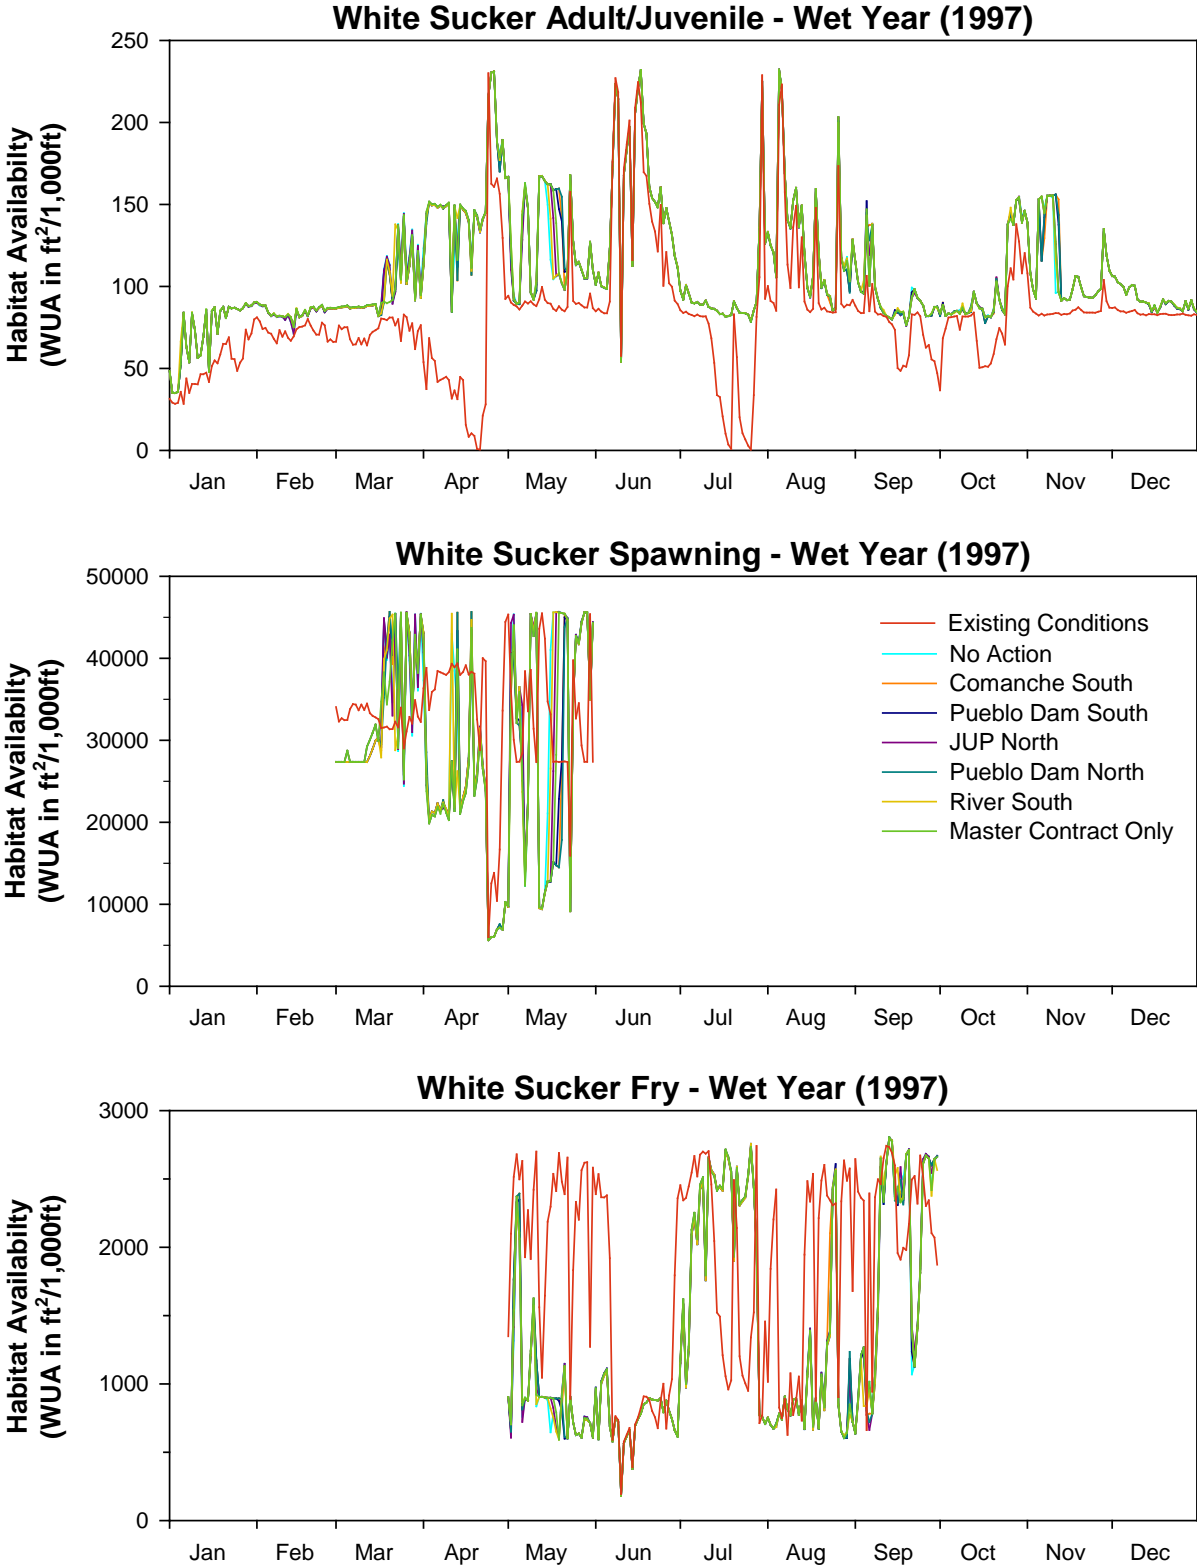 White Sucker Adult/Juvenile - Wet Year (1997)
Habitat Availabilty
(WUA in ft²/1,000ft)
250
200
150
100
50
0
Jan Feb Mar Apr May Jun Jul Aug Sep Oct Nov Dec
White Sucker Spawning - Wet Year (1997)
Habitat Availabilty
(WUA in ft²/1,000ft)
50000
40000
30000
20000
10000
0
Existing Conditions
No Action
Comanche South
Pueblo Dam South
JUP North
Pueblo Dam North
River South
Master Contract Only
Jan Feb Mar Apr May Jun Jul Aug Sep Oct Nov Dec
White Sucker Fry - Wet Year (1997)
Habitat Availabilty
(WUA in ft²/1,000ft)
3000
2000
1000
0
Jan Feb Mar Apr May Jun Jul Aug Sep Oct Nov Dec